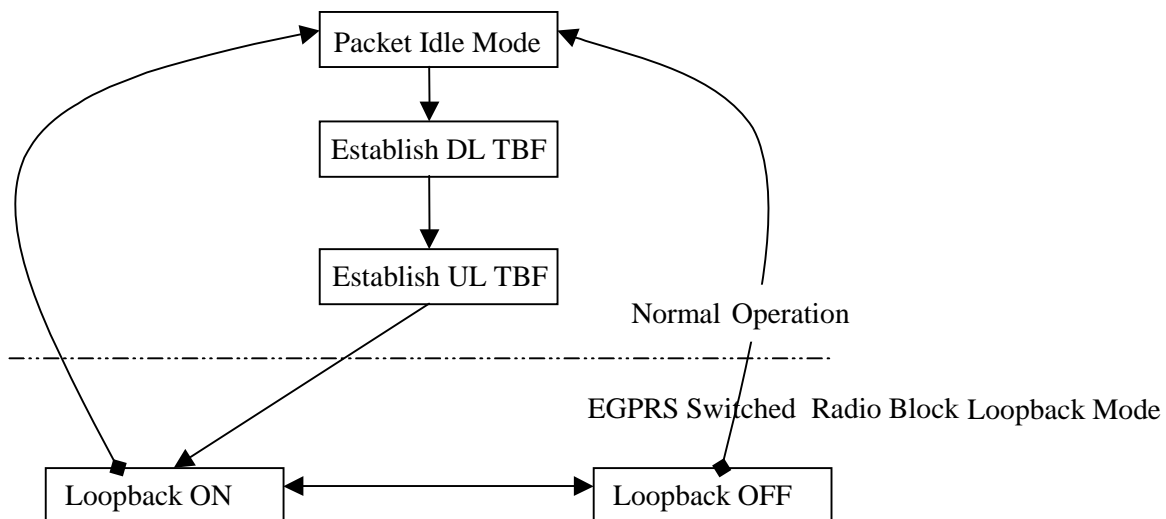 Packet Idle Mode
Establish DL TBF
Establish UL TBF
Normal Operation
EGPRS Switched Radio Block Loopback Mode
Loopback ON
Loopback OFF